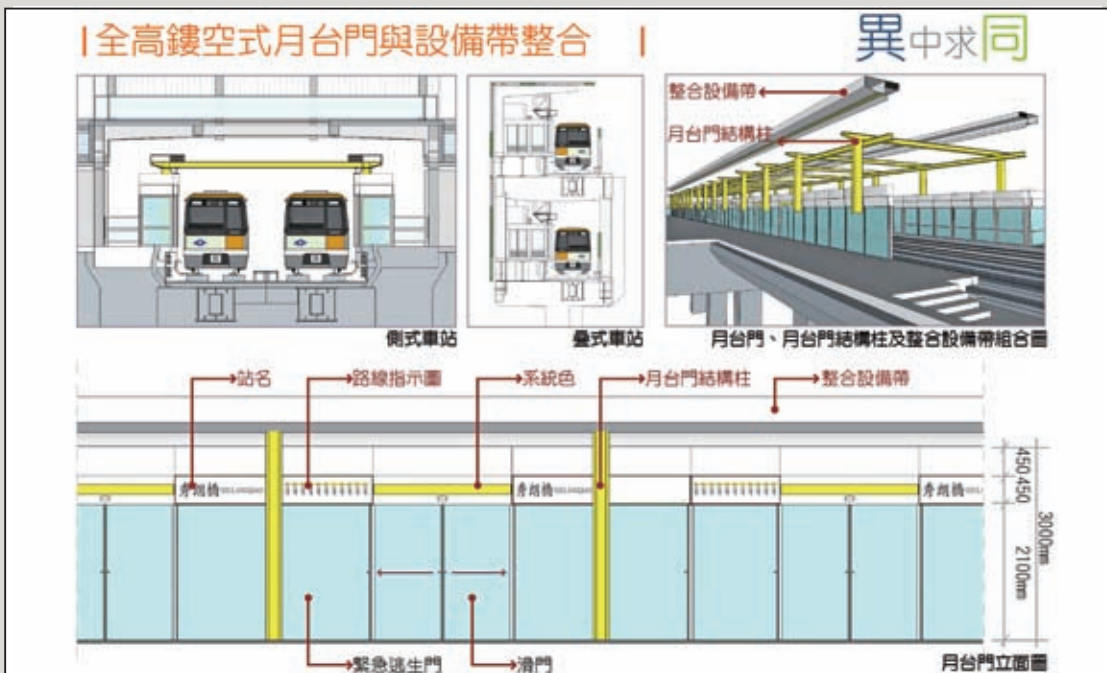 全高鏤空式月台門與設備帶整合
異中求同
整合設備帶
月台門結構柱
側式車站
疊式車站
月台門、月台門結構柱及整合設備帶組合圖
站名
路線指示圖
系統色
月台門結構柱
整合設備帶
秀朗橋
秀朗橋
秀朗橋
450
450
2100mm
3000mm
緊急逃生門
滑門
月台門立面圖